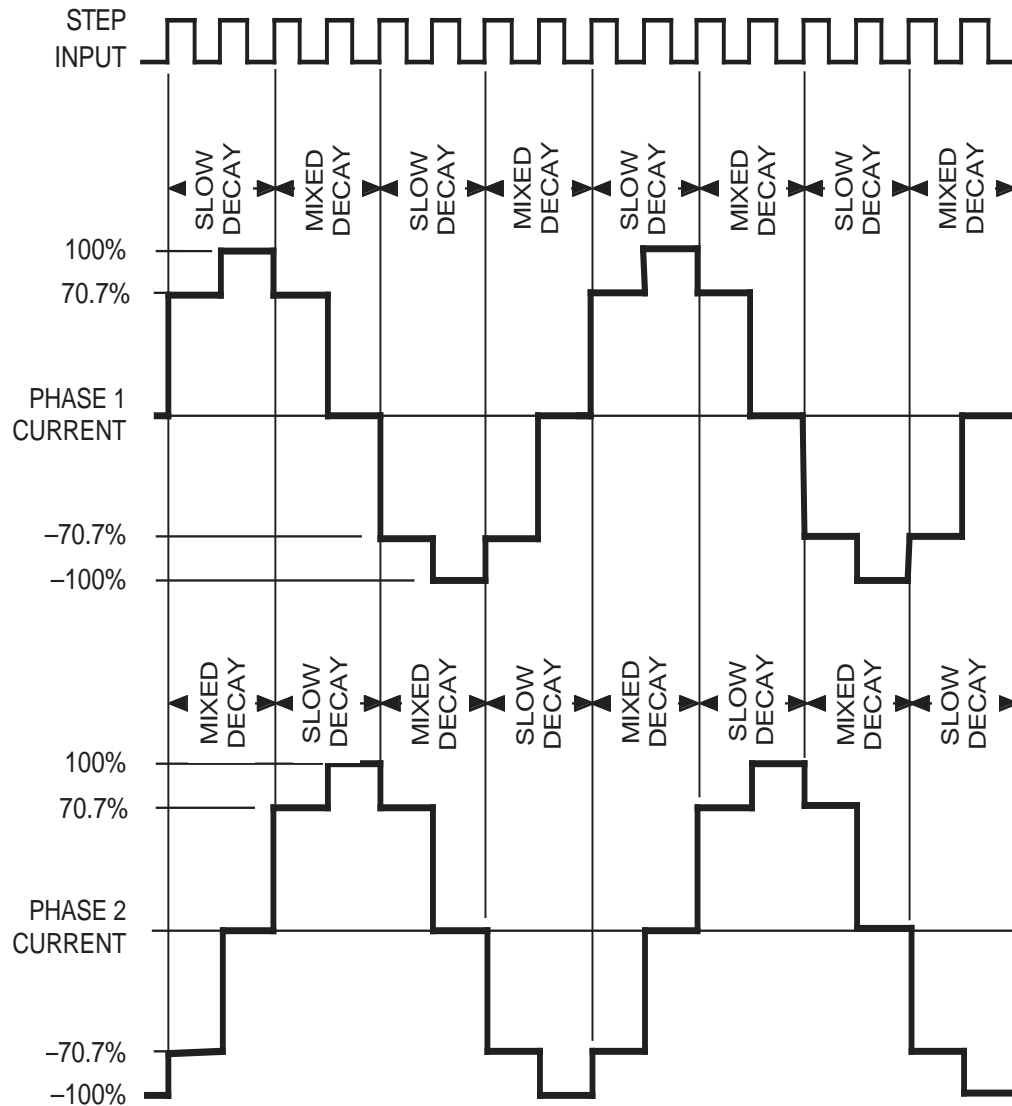 STEP
INPUT
SLOW
DECAY
MIXED
DECAY
SLOW
DECAY
MIXED
DECAY
SLOW
DECAY
MIXED
DECAY
SLOW
DECAY
MIXED
DECAY
100%
70.7%
PHASE 1
CURRENT
–70.7%
–100%
MIXED
DECAY
SLOW
DECAY
MIXED
DECAY
SLOW
DECAY
MIXED
DECAY
SLOW
DECAY
MIXED
DECAY
SLOW
DECAY
100%
70.7%
PHASE 2
CURRENT
–70.7%
–100%